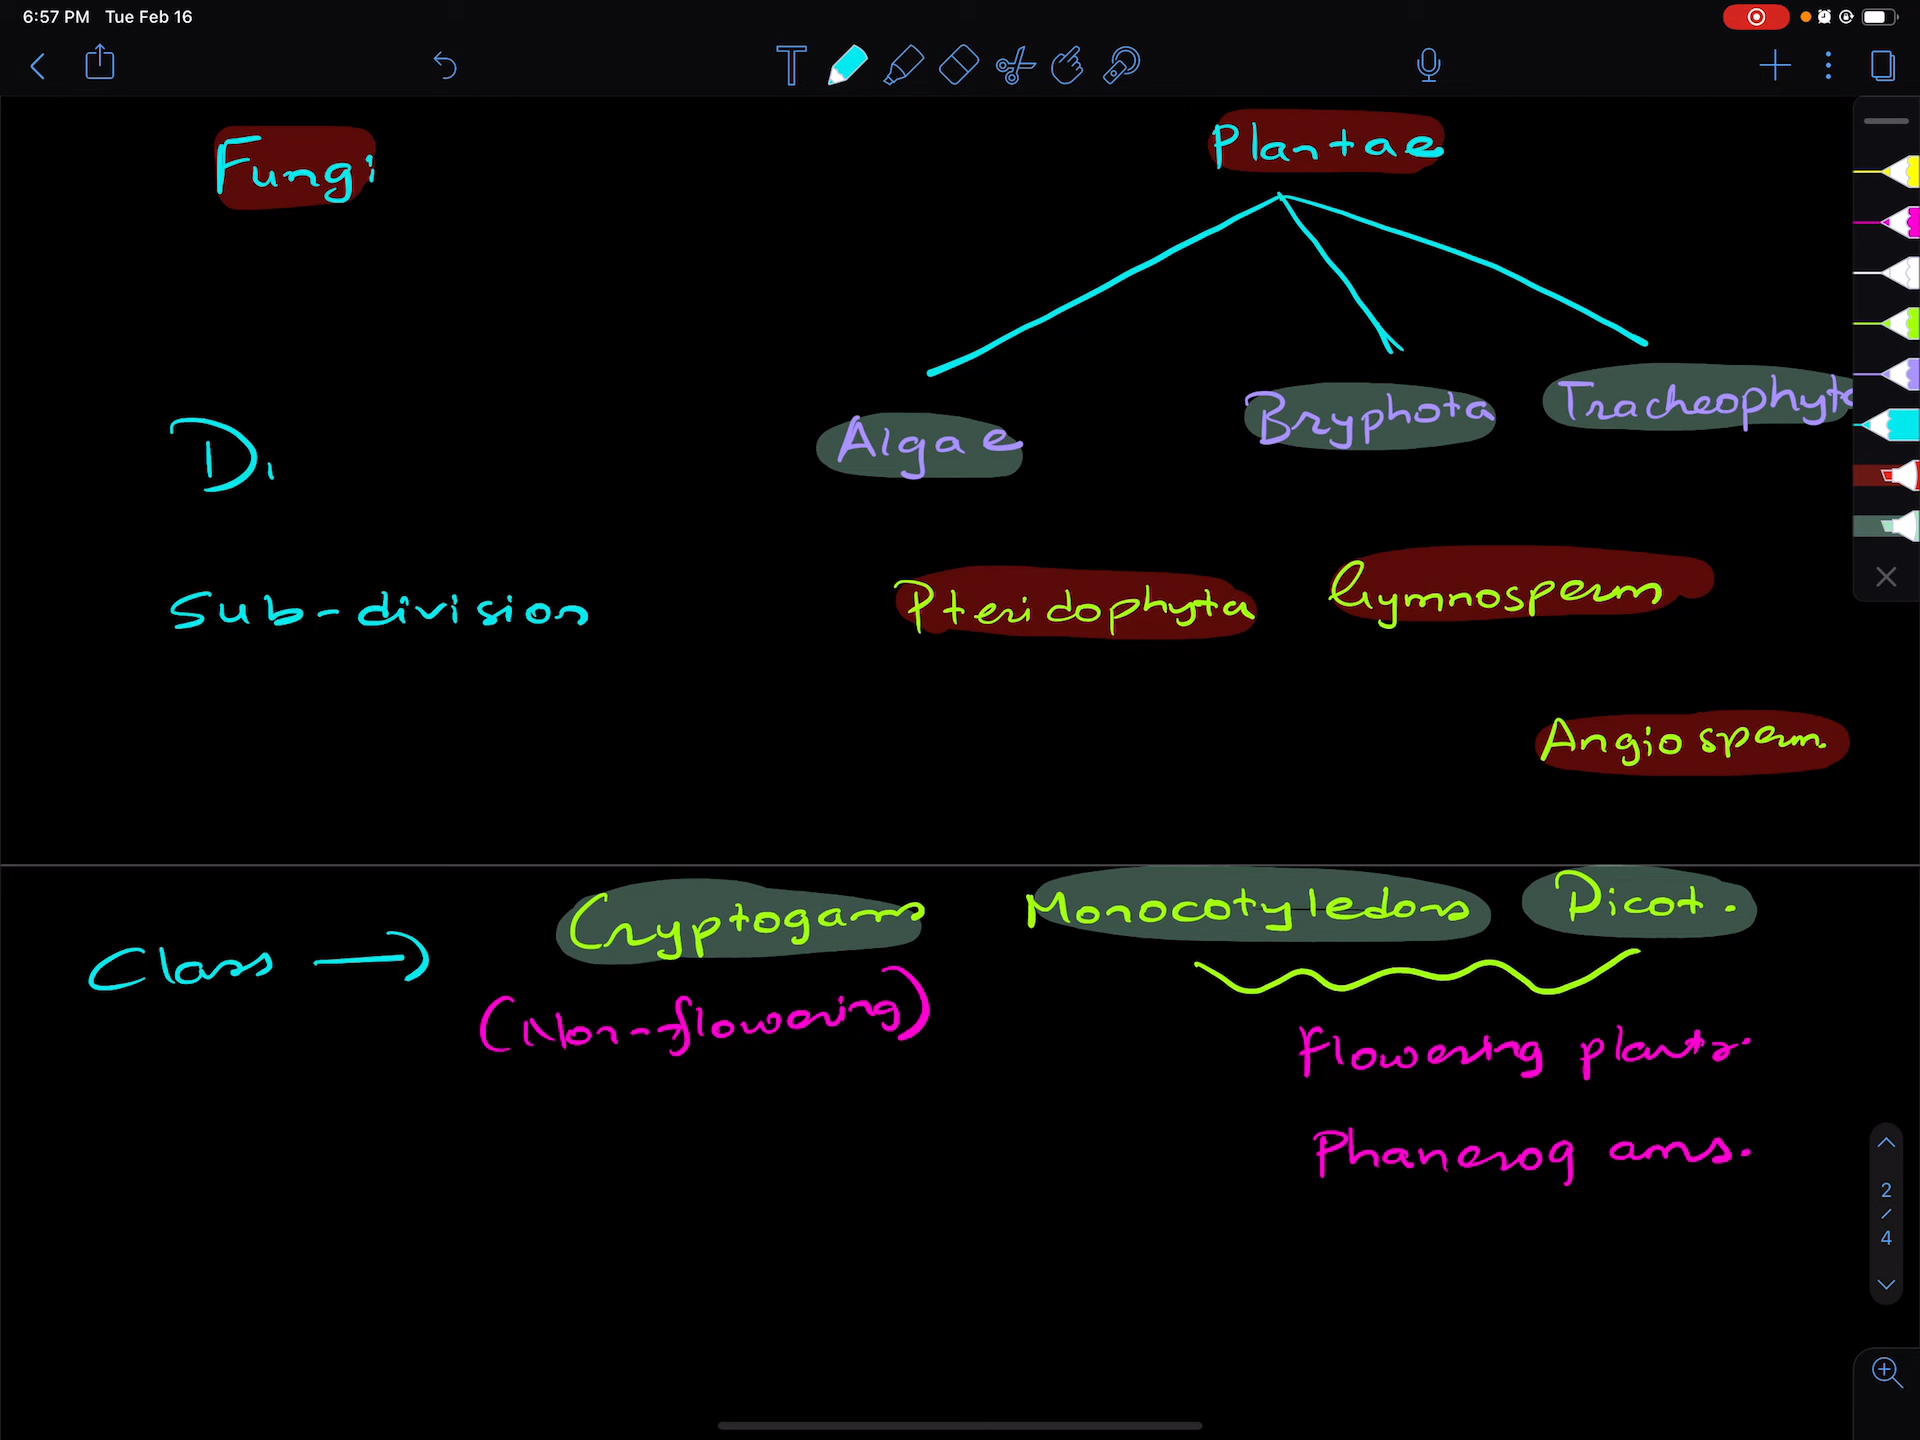 6:57 PM Tue Feb 16
Fungi
Plantae
Algae
Bryphota
Tracheophyta
Di
Sub-division
Pteridophyta
Gymnosperm
Angiosperm
Class →
Cryptogams
Monocotyledons
Dicot.
(Non-flowering)
Flowering plants.
Phanerogams.
2
/
4